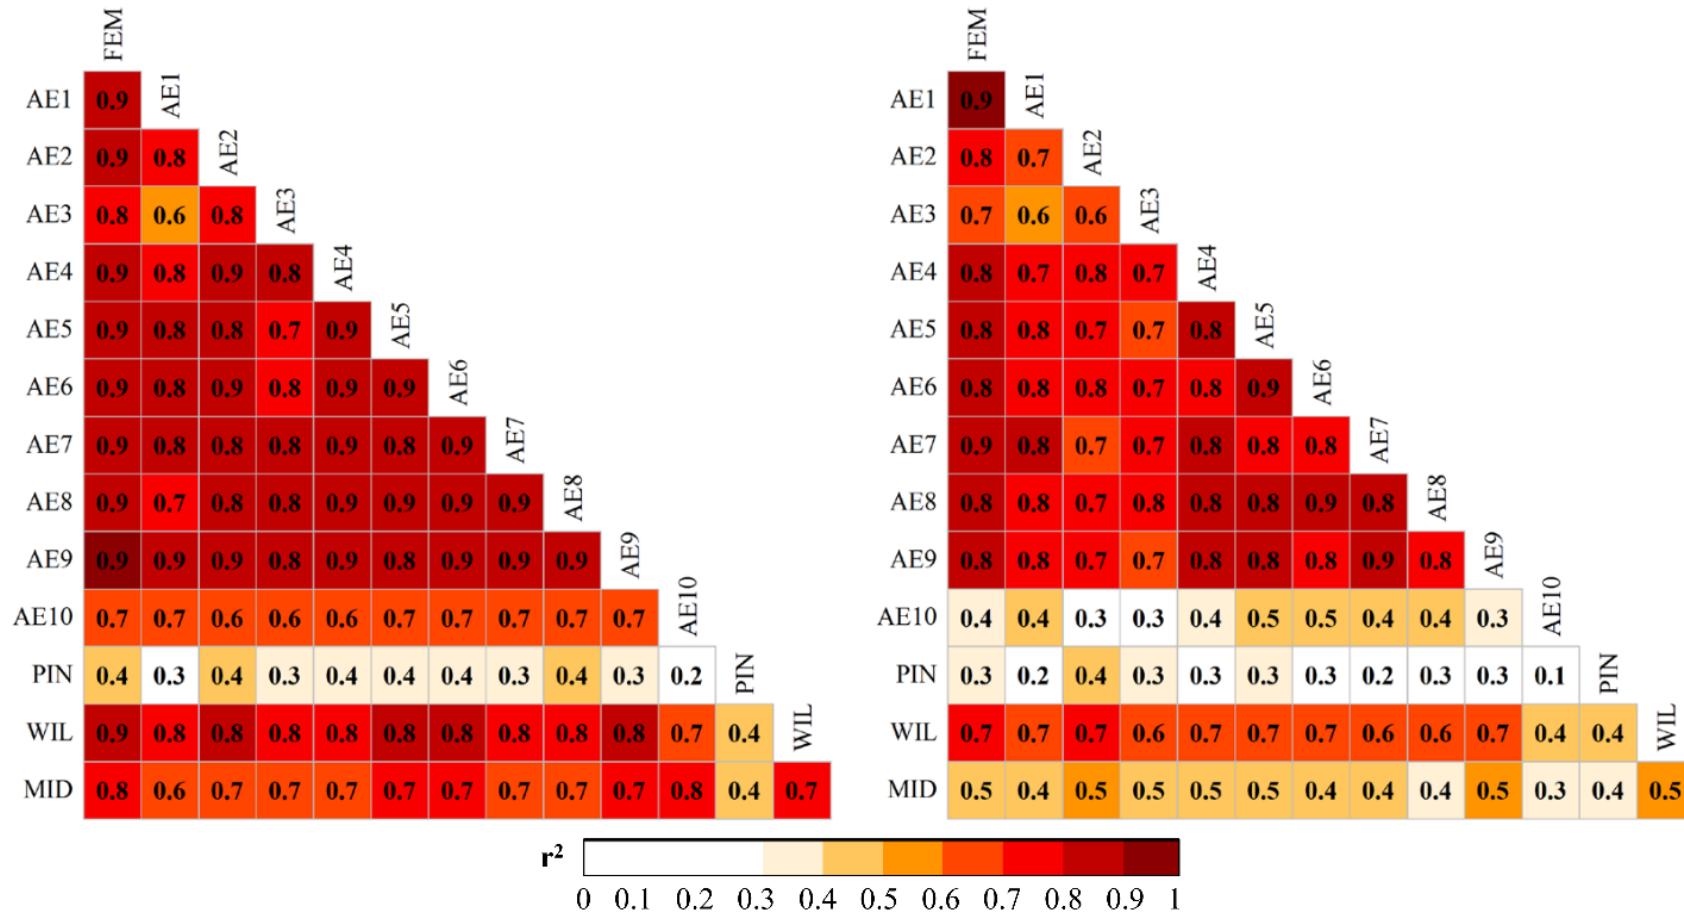 FEM FEM
AE1 0.9 AE1 AE1 0.9 AE1
AE2 0.9 0.8 AE2 AE2 0.8 0.7 AE2
AE3 0.8 0.6 0.8 AE3 AE3 0.7 0.6 0.6 AE3
AE4 0.9 0.8 0.9 0.8 AE4 AE4 0.8 0.7 0.8 0.7 AE4
AE5 0.9 0.8 0.8 0.7 0.9 AE5 AE5 0.8 0.8 0.7 0.7 0.8 AE5
AE6 0.9 0.8 0.9 0.8 0.9 0.9 AE6 AE6 0.8 0.8 0.8 0.7 0.8 0.9 AE6
AE7 0.9 0.8 0.8 0.8 0.9 0.8 0.9 AE7 AE7 0.9 0.8 0.7 0.7 0.8 0.8 0.8 AE7
AE8 0.9 0.7 0.8 0.8 0.9 0.9 0.9 0.9 AE8 AE8 0.8 0.8 0.7 0.8 0.8 0.8 0.9 0.8 AE8
AE9 0.9 0.9 0.9 0.8 0.9 0.8 0.9 0.9 0.9 AE9 AE9 0.8 0.8 0.7 0.7 0.8 0.8 0.8 0.9 0.8 AE9
AE10 0.7 0.7 0.6 0.6 0.6 0.7 0.7 0.7 0.7 0.7 AE10 AE10 0.4 0.4 0.3 0.3 0.4 0.5 0.5 0.4 0.4 0.3 AE10
PIN 0.4 0.3 0.4 0.3 0.4 0.4 0.4 0.3 0.4 0.3 0.2 PIN PIN 0.3 0.2 0.4 0.3 0.3 0.3 0.3 0.2 0.3 0.3 0.1 PIN
WIL 0.9 0.8 0.8 0.8 0.8 0.8 0.8 0.8 0.8 0.8 0.7 0.4 WIL WIL 0.7 0.7 0.7 0.6 0.7 0.7 0.7 0.6 0.6 0.7 0.4 0.4 WIL
MID 0.8 0.6 0.7 0.7 0.7 0.7 0.7 0.7 0.7 0.7 0.8 0.4 0.7 MID 0.5 0.4 0.5 0.5 0.5 0.5 0.4 0.4 0.4 0.5 0.3 0.4 0.5
r²
0 0.1 0.2 0.3 0.4 0.5 0.6 0.7 0.8 0.9 1